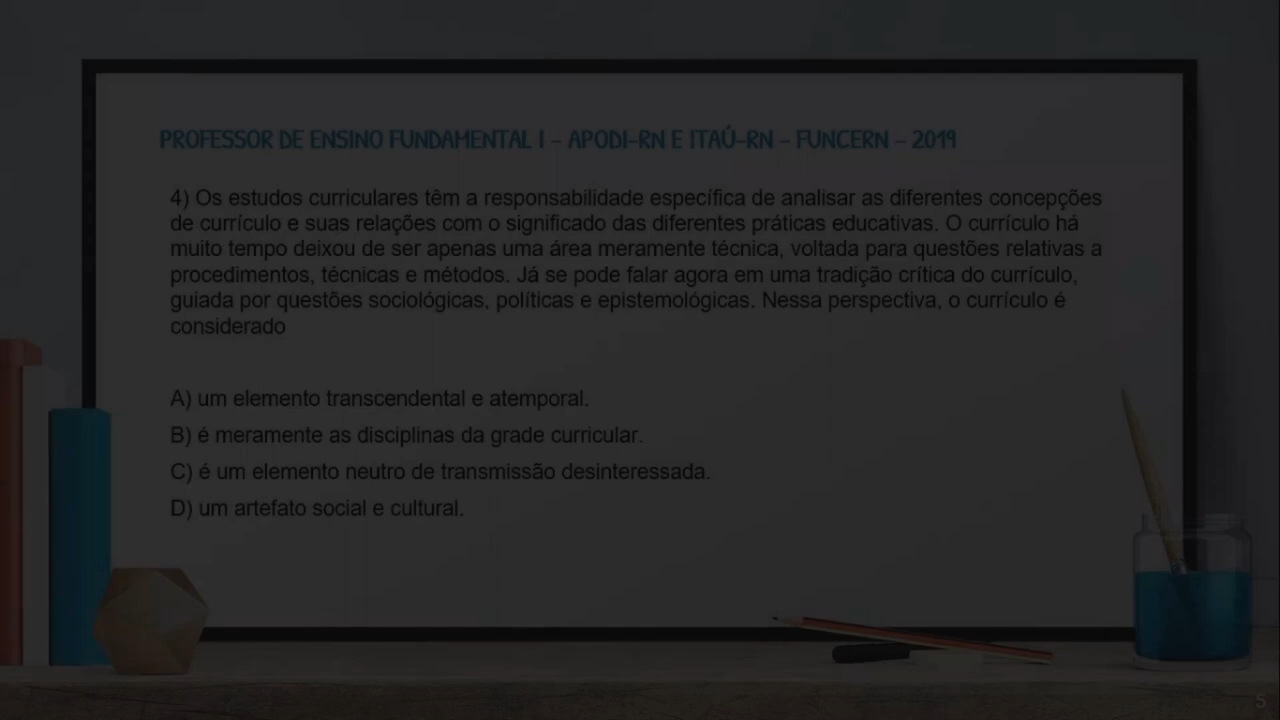 PROFESSOR DE ENSINO FUNDAMENTAL I - APODI-RN E ITAÚ-RN - FUNCERN - 2019
4) Os estudos curriculares têm a responsabilidade específica de analisar as diferentes concepções
de currículo e suas relações com o significado das diferentes práticas educativas. O currículo há
muito tempo deixou de ser apenas uma área meramente técnica, voltada para questões relativas a
procedimentos, técnicas e métodos. Já se pode falar agora em uma tradição crítica do currículo,
guiada por questões sociológicas, políticas e epistemológicas. Nessa perspectiva, o currículo é
considerado
A) um elemento transcendental e atemporal.
B) é meramente as disciplinas da grade curricular.
C) é um elemento neutro de transmissão desinteressada.
D) um artefato social e cultural.
5